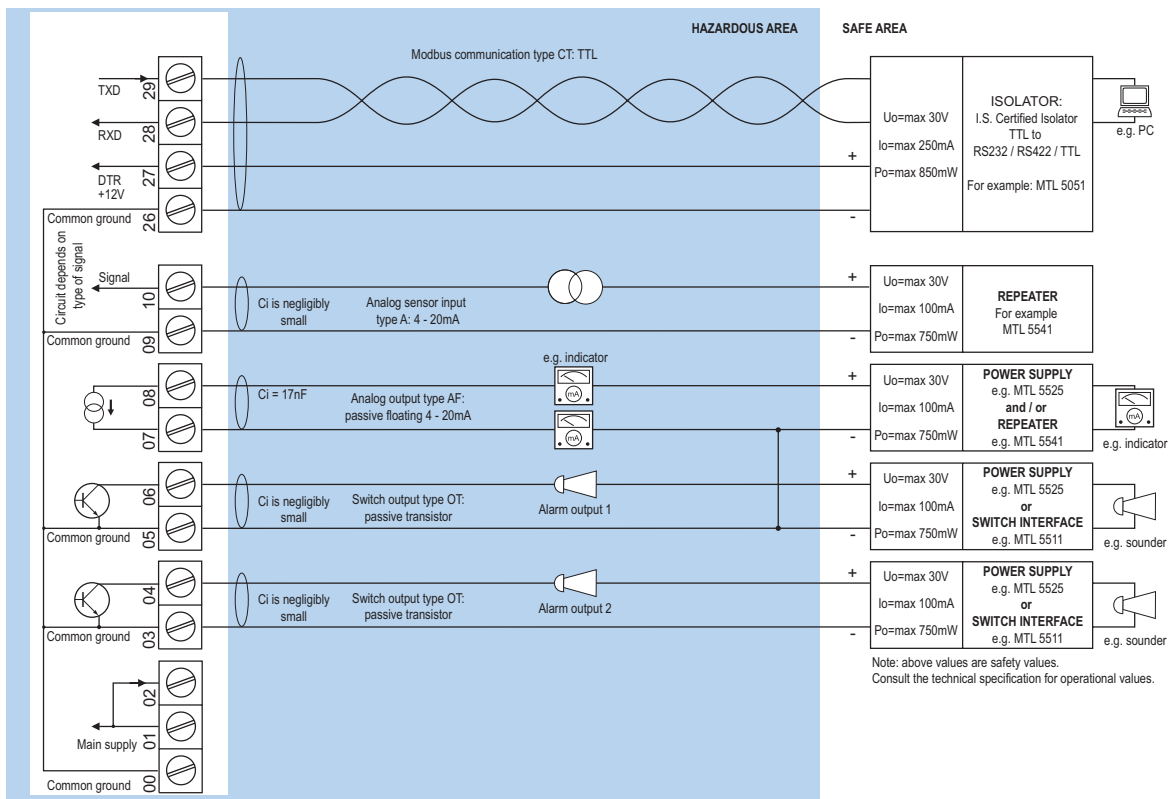 HAZARDOUS AREA
SAFE AREA
Modbus communication type CT: TTL
TXD
29
RXD
28
DTR
+12V
27
Common ground
26
+
-
Uo=max 30V
Io=max 250mA
Po=max 850mW
ISOLATOR:
I.S. Certified Isolator
TTL to
RS232 / RS422 / TTL
For example: MTL 5051
e.g. PC
Circuit depends on
type of signal
Signal
10
Common ground
09
Ci is negligibly
small
Analog sensor input
type A: 4 - 20mA
+
-
Uo=max 30V
Io=max 100mA
Po=max 750mW
REPEATER
For example
MTL 5541
08
07
Ci = 17nF
Analog output type AF:
passive floating 4 - 20mA
e.g. indicator
mA
mA
+
-
Uo=max 30V
Io=max 100mA
Po=max 750mW
POWER SUPPLY
e.g. MTL 5525
and / or
REPEATER
e.g. MTL 5541
mA
e.g. indicator
06
Common ground
05
Ci is negligibly
small
Switch output type OT:
passive transistor
Alarm output 1
+
-
Uo=max 30V
Io=max 100mA
Po=max 750mW
POWER SUPPLY
e.g. MTL 5525
or
SWITCH INTERFACE
e.g. MTL 5511
e.g. sounder
04
Common ground
03
Ci is negligibly
small
Switch output type OT:
passive transistor
Alarm output 2
+
-
Uo=max 30V
Io=max 100mA
Po=max 750mW
POWER SUPPLY
e.g. MTL 5525
or
SWITCH INTERFACE
e.g. MTL 5511
e.g. sounder
02
Main supply
01
Common ground
00
Note: above values are safety values.
Consult the technical specification for operational values.